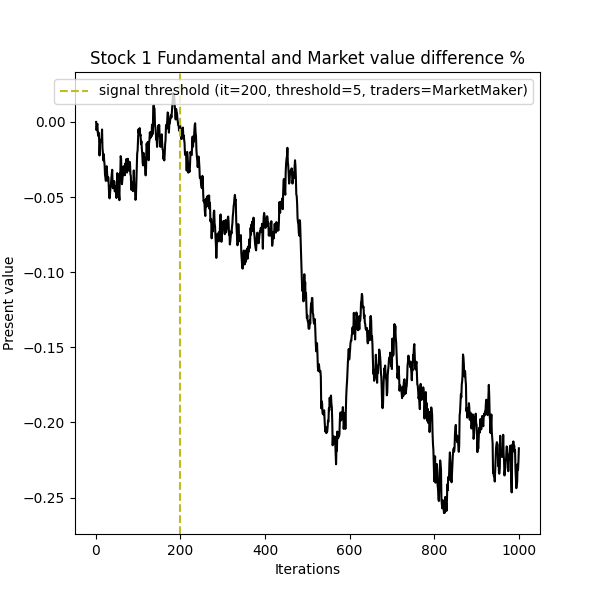 Stock 1 Fundamental and Market value difference %
signal threshold (it=200, threshold=5, traders=MarketMaker)
0.00
−0.05
−0.10
−0.15
−0.20
−0.25
Present value
0 200 400 600 800 1000
Iterations